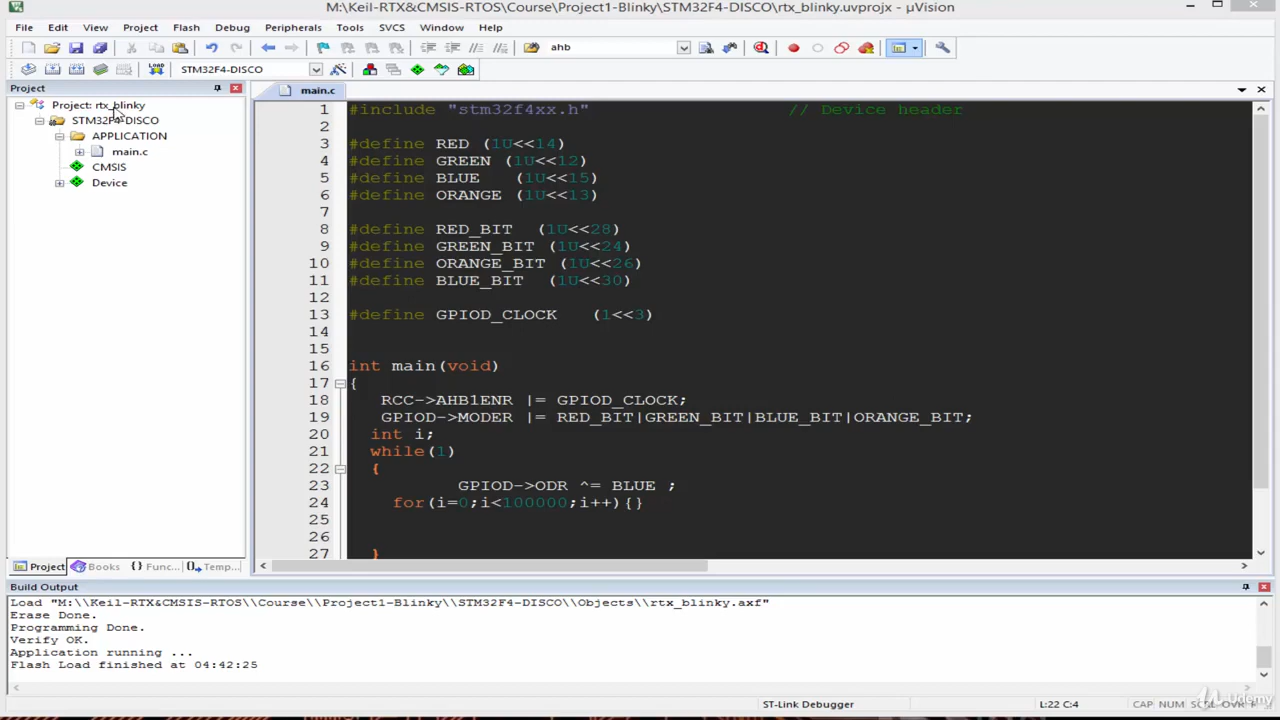 M:\Keil-RTX&CMSIS-RTOS\Course\Project1-Blinky\STM32F4-DISCO\rtx_blinky.uvprojx - µVision
File Edit View Project Flash Debug Peripherals Tools SVCS Window Help
ahb
LOAD STM32F4-DISCO
Project
Project: rtx_blinky
STM32F4-DISCO
APPLICATION
main.c
CMSIS
Device
Project Books {} Func... Temp...
main.c
1 #include "stm32f4xx.h" // Device header
2
3 #define RED (1U<<14)
4 #define GREEN (1U<<12)
5 #define BLUE (1U<<15)
6 #define ORANGE (1U<<13)
7
8 #define RED_BIT (1U<<28)
9 #define GREEN_BIT (1U<<24)
10 #define ORANGE_BIT (1U<<26)
11 #define BLUE_BIT (1U<<30)
12
13 #define GPIOD_CLOCK (1<<3)
14
15
16 int main(void)
17 {
18 RCC->AHB1ENR |= GPIOD_CLOCK;
19 GPIOD->MODER |= RED_BIT|GREEN_BIT|BLUE_BIT|ORANGE_BIT;
20 int i;
21 while(1)
22 {
23 GPIOD->ODR ^= BLUE ;
24 for(i=0;i<100000;i++){}
25
26
27 }
Build Output
Load "M:\\Keil-RTX&CMSIS-RTOS\\Course\\Project1-Blinky\\STM32F4-DISCO\\Objects\\rtx_blinky.axf"
Erase Done.
Programming Done.
Verify OK.
Application running ...
Flash Load finished at 04:42:25
ST-Link Debugger L:22 C:4 CAP NUM SCRL OVR
Udemy